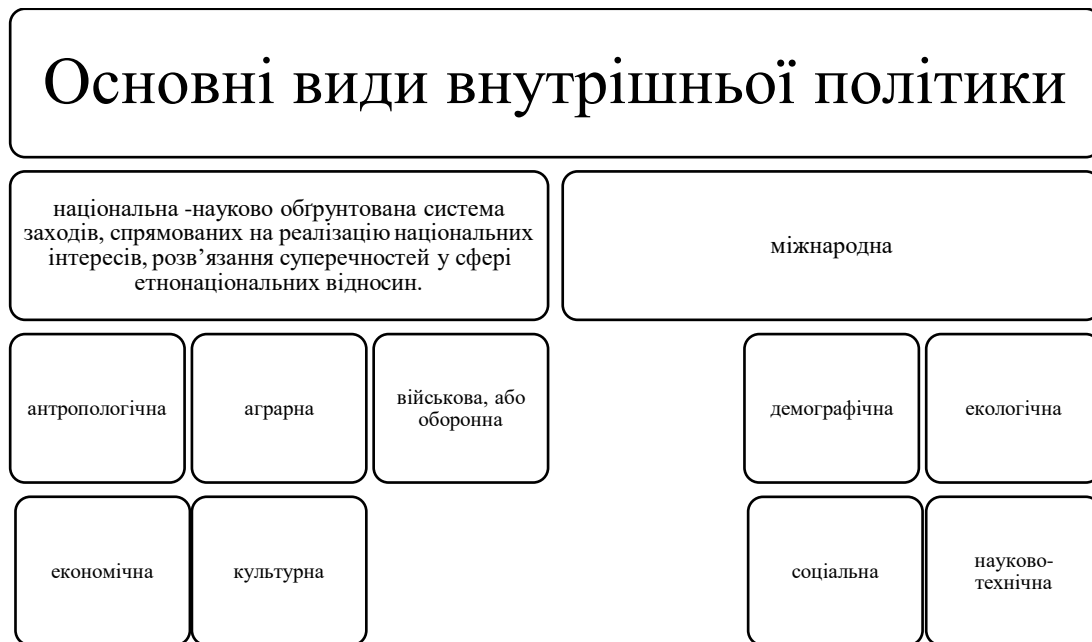 Основні види внутрішньої політики
національна -науково обґрунтована система
заходів, спрямованих на реалізацію національних
інтересів, розв’язання суперечностей у сфері
етнонаціональних відносин.
міжнародна
антропологічна
аграрна
військова, або
оборонна
демографічна
екологічна
економічна
культурна
соціальна
науково-
технічна